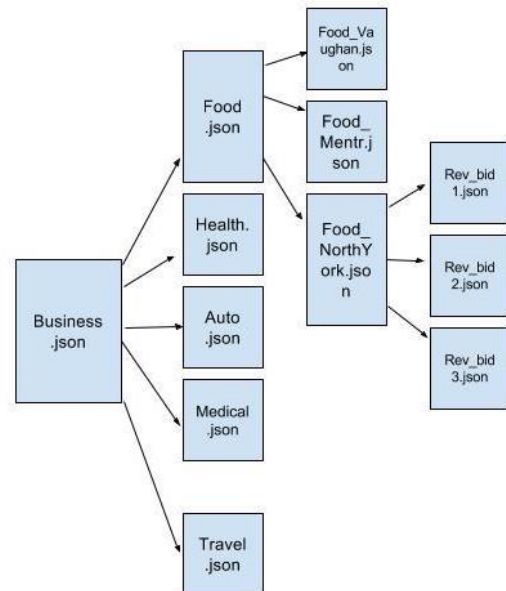 Business
.json
Food
.json
Health.
json
Auto
.json
Medical
.json
Travel
.json
Food_Va
ughan.js
on
Food_
Mentr.j
son
Food_
NorthY
ork.jso
n
Rev_bid
1.json
Rev_bid
2.json
Rev_bid
3.json